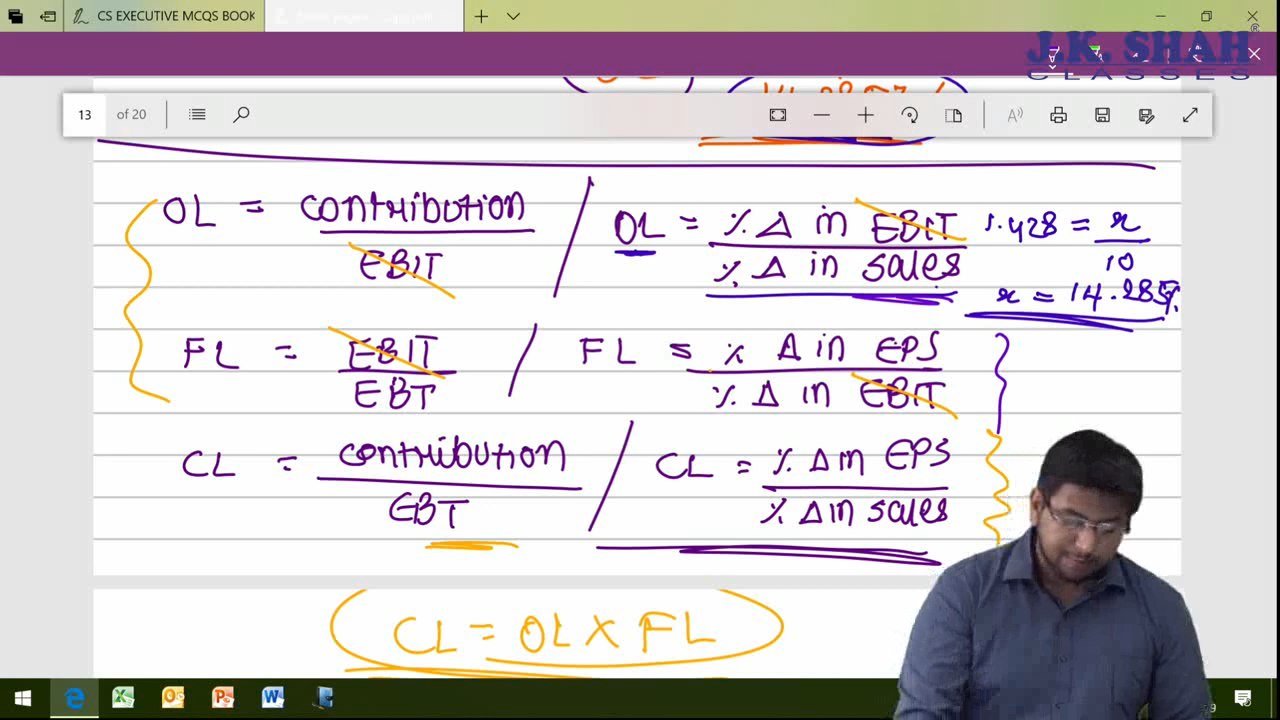 CS EXECUTIVE MCQS BOOK
J.K. SHAH®
CLASSES
13 of 20
OL = contribution / EBIT / OL = % Δ in EBIT / % Δ in sales 1.428 = x / 10
x = 14.285%
FL = EBIT / EBT / FL = % Δ in EPS / % Δ in EBIT
CL = contribution / EBT / CL = % Δ in EPS / % Δ in sales
CL = OL X FL